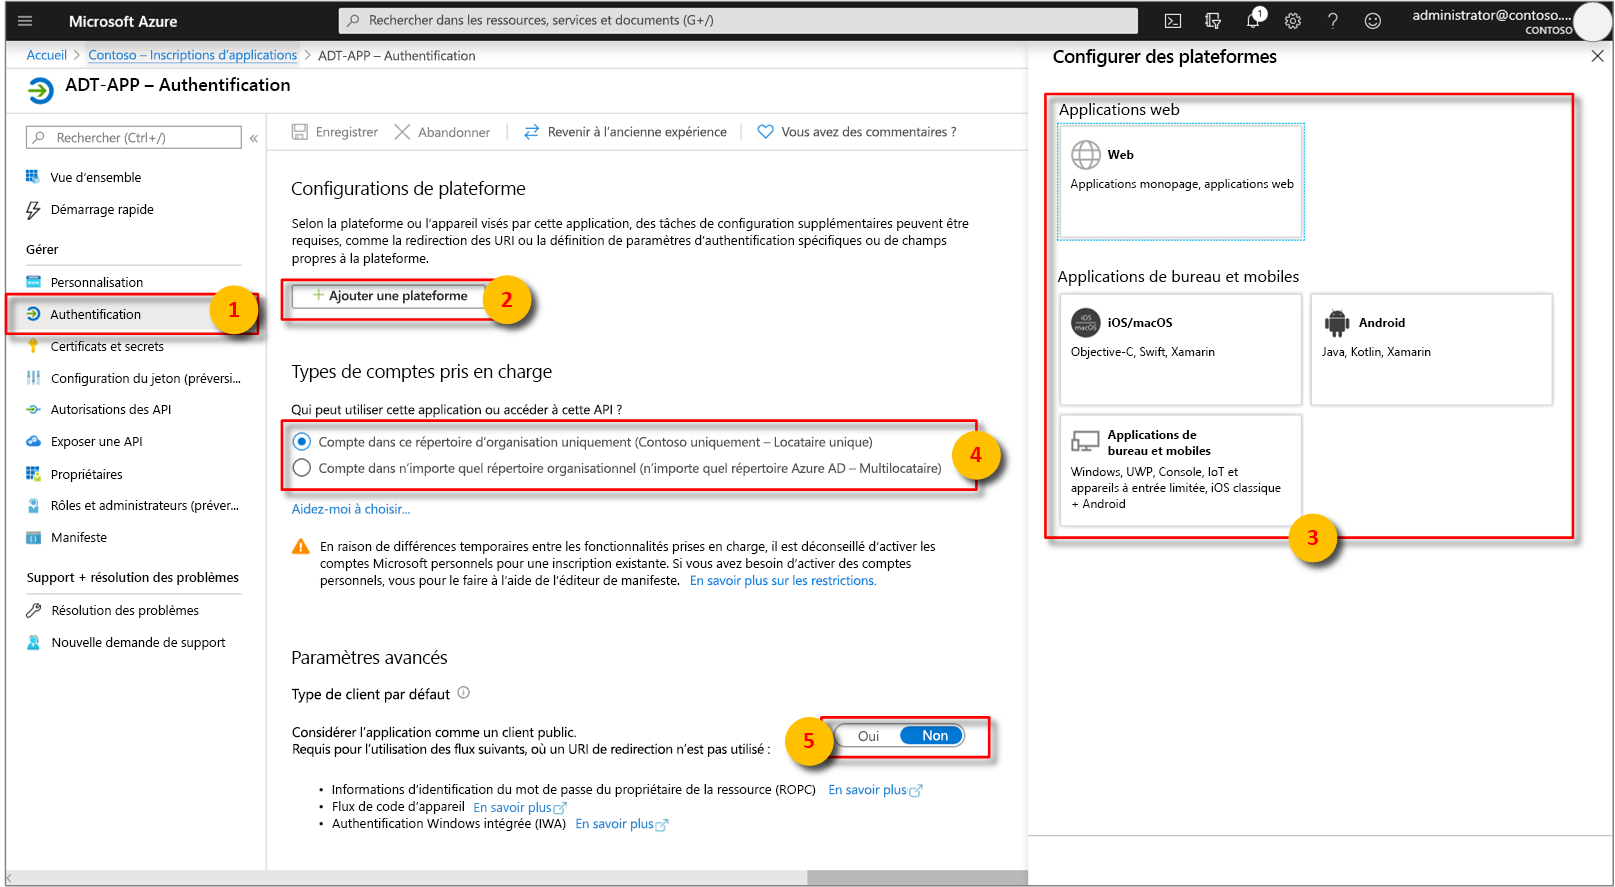 Microsoft Azure
Rechercher dans les ressources, services et documents (G+/)
1
administrator@contoso....
CONTOSO
Accueil > Contoso – Inscriptions d'applications > ADT-APP – Authentification
ADT-APP – Authentification
Rechercher (Ctrl+/)
«
Vue d'ensemble
Démarrage rapide
Gérer
Personnalisation
Authentification
1
Certificats et secrets
Configuration du jeton (préversi...
Autorisations des API
Exposer une API
Propriétaires
Rôles et administrateurs (préver...
Manifeste
Support + résolution des problèmes
Résolution des problèmes
Nouvelle demande de support
Enregistrer
Abandonner
Revenir à l'ancienne expérience
Vous avez des commentaires ?
Configurations de plateforme
Selon la plateforme ou l'appareil visés par cette application, des tâches de configuration supplémentaires peuvent être
requises, comme la redirection des URI ou la définition de paramètres d'authentification spécifiques ou de champs
propres à la plateforme.
+ Ajouter une plateforme
2
Types de comptes pris en charge
Qui peut utiliser cette application ou accéder à cette API ?
Compte dans ce répertoire d'organisation uniquement (Contoso uniquement – Locataire unique)
Compte dans n'importe quel répertoire organisationnel (n'importe quel répertoire Azure AD – Multilocataire)
4
Aidez-moi à choisir...
En raison de différences temporaires entre les fonctionnalités prises en charge, il est déconseillé d'activer les
comptes Microsoft personnels pour une inscription existante. Si vous avez besoin d'activer des comptes
personnels, vous pour le faire à l'aide de l'éditeur de manifeste. En savoir plus sur les restrictions.
Paramètres avancés
Type de client par défaut
Considérer l'application comme un client public.
Requis pour l'utilisation des flux suivants, où un URI de redirection n'est pas utilisé :
5
Oui
Non
• Informations d'identification du mot de passe du propriétaire de la ressource (ROPC) En savoir plus
• Flux de code d'appareil En savoir plus
• Authentification Windows intégrée (IWA) En savoir plus
Configurer des plateformes
Applications web
Web
Applications monopage, applications web
Applications de bureau et mobiles
iOS
macOS
iOS/macOS
Objective-C, Swift, Xamarin
Android
Java, Kotlin, Xamarin
Applications de
bureau et mobiles
Windows, UWP, Console, IoT et
appareils à entrée limitée, iOS classique
+ Android
3